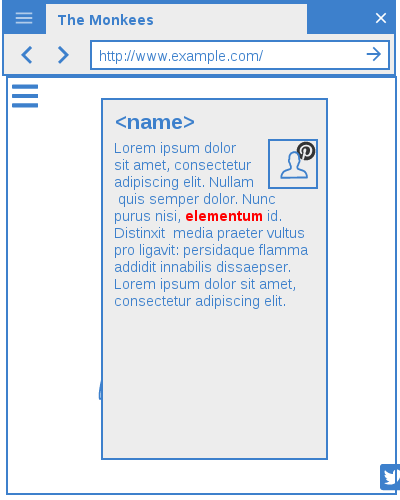 The Monkees
http://www.example.com/
<name>
Lorem ipsum dolor
sit amet, consectetur
adipiscing elit. Nullam
quis semper dolor. Nunc
purus nisi, elementum id.
Distinxit media praeter vultus
pro ligavit: persidaque flamma
addidit innabilis dissaepser.
Lorem ipsum dolor sit amet,
consectetur adipiscing elit.